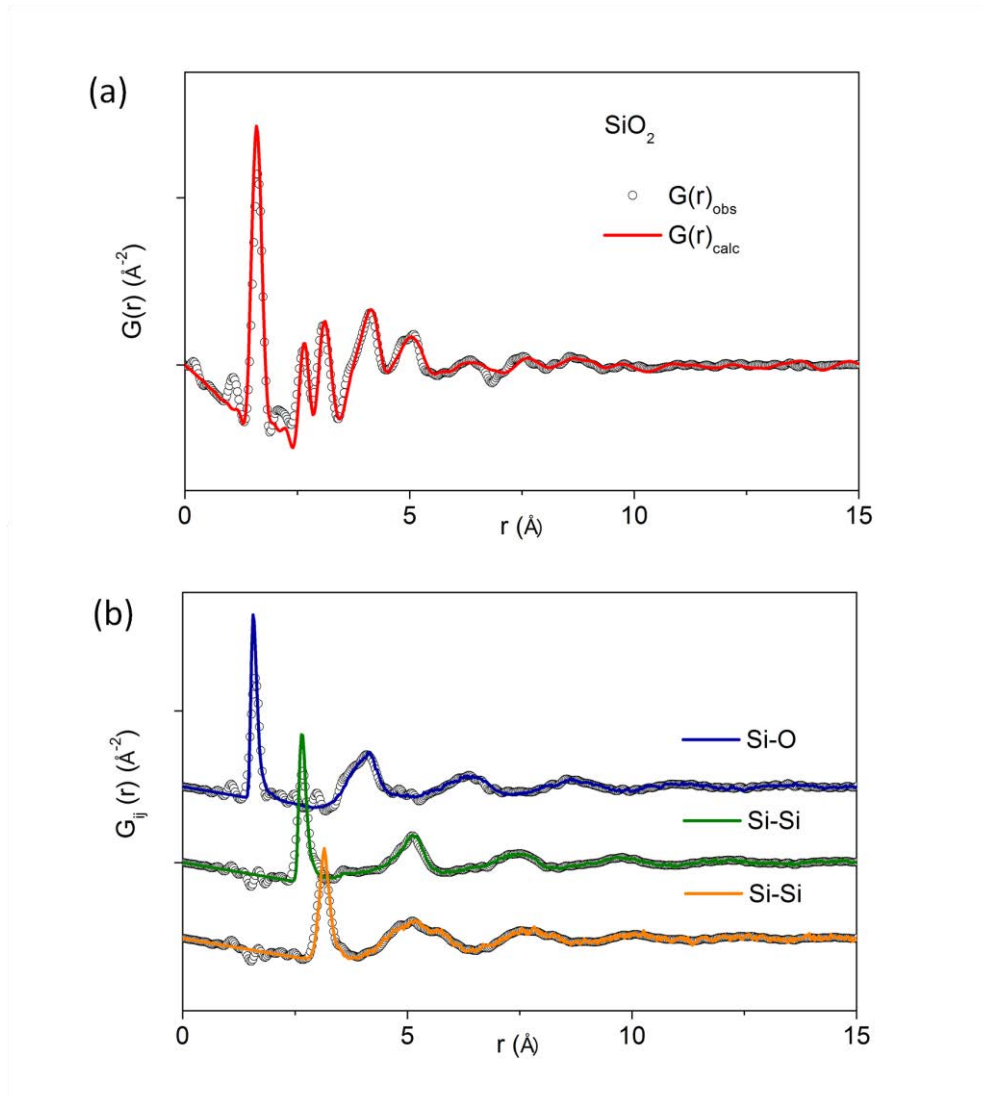 (a)
SiO₂
G(r)obs
G(r)calc
G(r) (Å⁻²)
0
5
10
15
r (Å)
(b)
Si-O
Si-Si
Si-Si
Gᵢⱼ (r) (Å⁻²)
0
5
10
15
r (Å)